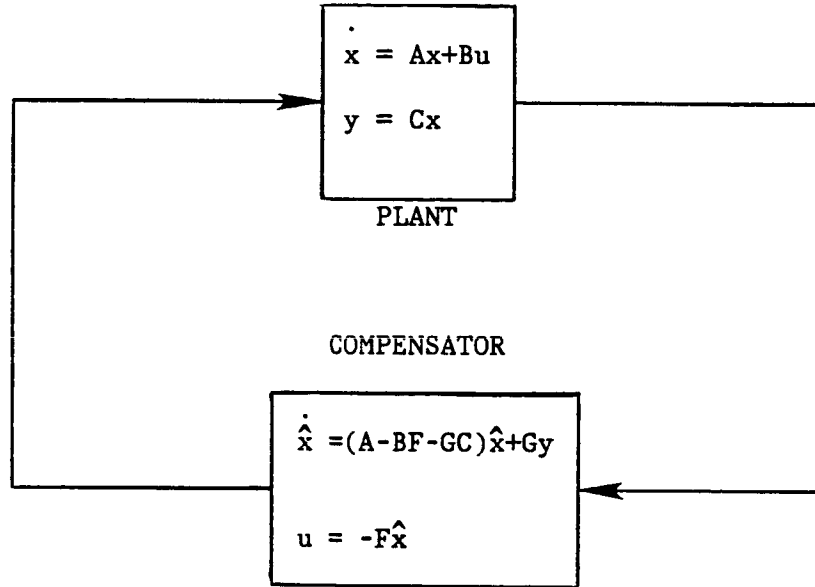 ẋ = Ax+Bu
y = Cx
PLANT
COMPENSATOR
x̂̇ =(A-BF-GC)x̂+Gy
u = -Fx̂